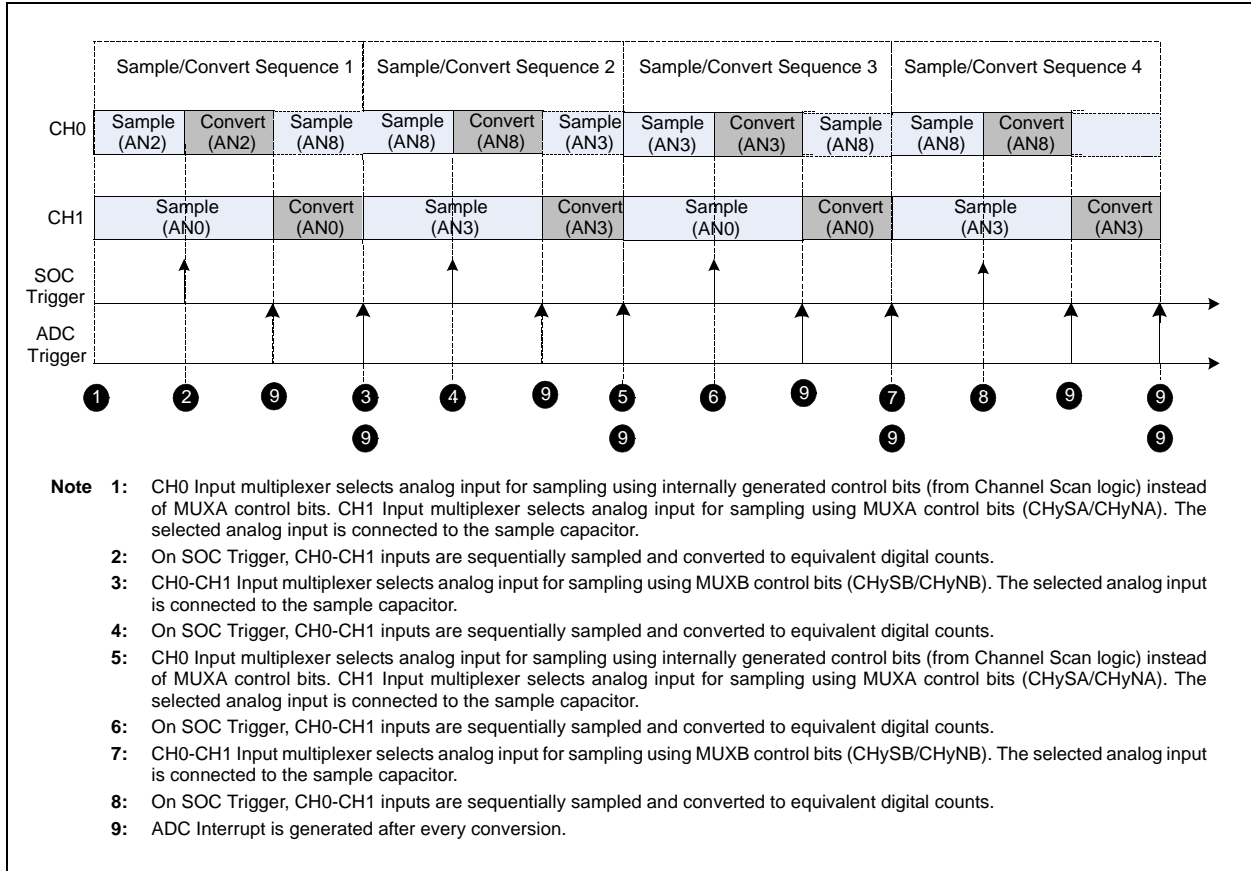 Sample/Convert Sequence 1 Sample/Convert Sequence 2 Sample/Convert Sequence 3 Sample/Convert Sequence 4
CH0
Sample (AN2)
Convert (AN2)
Sample (AN8)
Sample (AN8)
Convert (AN8)
Sample (AN3)
Sample (AN3)
Convert (AN3)
Sample (AN8)
Sample (AN8)
Convert (AN8)
CH1
Sample (AN0)
Convert (AN0)
Sample (AN3)
Convert (AN3)
Sample (AN0)
Convert (AN0)
Sample (AN3)
Convert (AN3)
SOC
Trigger
ADC
Trigger
1 2 9 3 4 9 5 6 9 7 8 9 9
9 9 9 9
Note 1: CH0 Input multiplexer selects analog input for sampling using internally generated control bits (from Channel Scan logic) instead
of MUXA control bits. CH1 Input multiplexer selects analog input for sampling using MUXA control bits (CHySA/CHyNA). The
selected analog input is connected to the sample capacitor.
2: On SOC Trigger, CH0-CH1 inputs are sequentially sampled and converted to equivalent digital counts.
3: CH0-CH1 Input multiplexer selects analog input for sampling using MUXB control bits (CHySB/CHyNB). The selected analog input
is connected to the sample capacitor.
4: On SOC Trigger, CH0-CH1 inputs are sequentially sampled and converted to equivalent digital counts.
5: CH0 Input multiplexer selects analog input for sampling using internally generated control bits (from Channel Scan logic) instead
of MUXA control bits. CH1 Input multiplexer selects analog input for sampling using MUXA control bits (CHySA/CHyNA). The
selected analog input is connected to the sample capacitor.
6: On SOC Trigger, CH0-CH1 inputs are sequentially sampled and converted to equivalent digital counts.
7: CH0-CH1 Input multiplexer selects analog input for sampling using MUXB control bits (CHySB/CHyNB). The selected analog input
is connected to the sample capacitor.
8: On SOC Trigger, CH0-CH1 inputs are sequentially sampled and converted to equivalent digital counts.
9: ADC Interrupt is generated after every conversion.